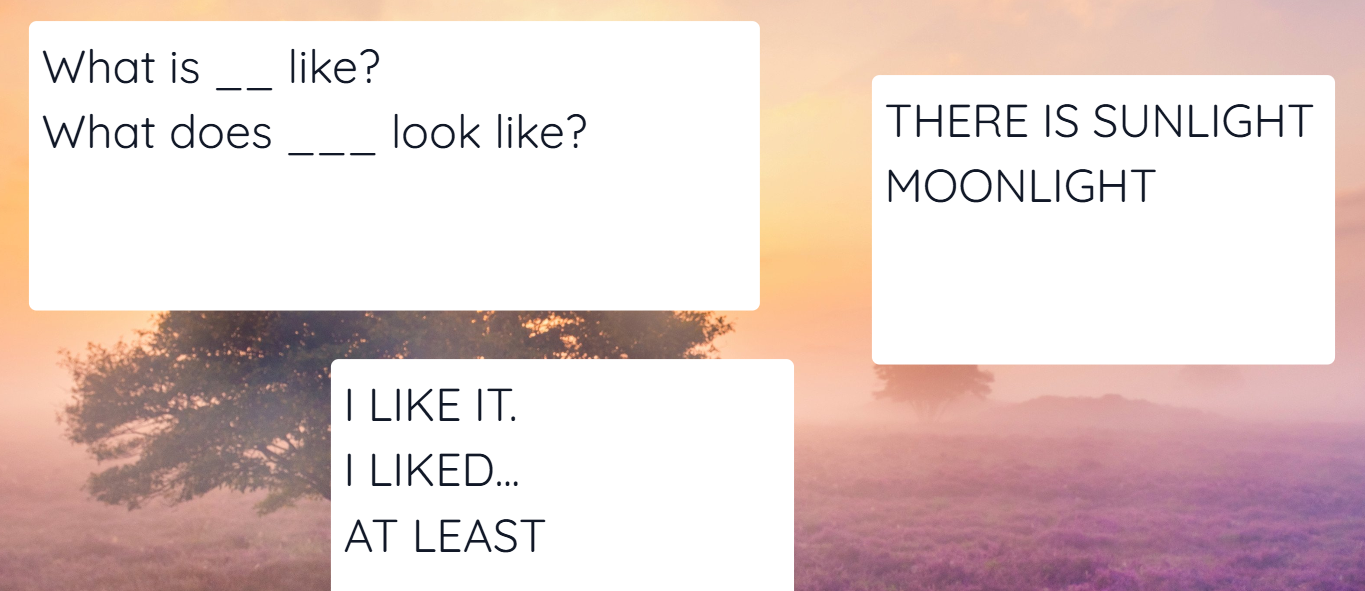 What is __ like?
What does ___ look like?
THERE IS SUNLIGHT
MOONLIGHT
I LIKE IT.
I LIKED...
AT LEAST